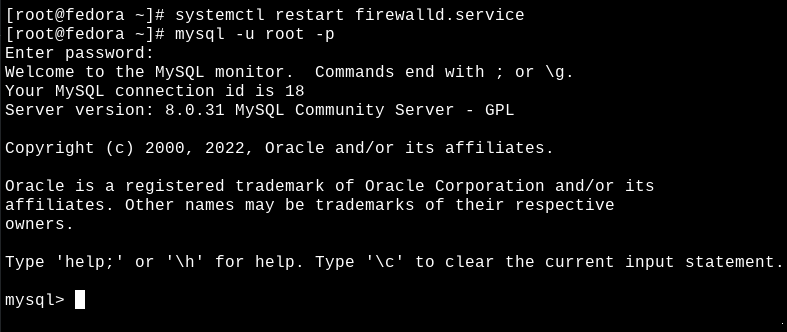 [root@fedora ~]# systemctl restart firewalld.service
[root@fedora ~]# mysql -u root -p
Enter password:
Welcome to the MySQL monitor.  Commands end with ; or \g.
Your MySQL connection id is 18
Server version: 8.0.31 MySQL Community Server - GPL

Copyright (c) 2000, 2022, Oracle and/or its affiliates.

Oracle is a registered trademark of Oracle Corporation and/or its
affiliates. Other names may be trademarks of their respective
owners.

Type 'help;' or '\h' for help. Type '\c' to clear the current input statement.

mysql>